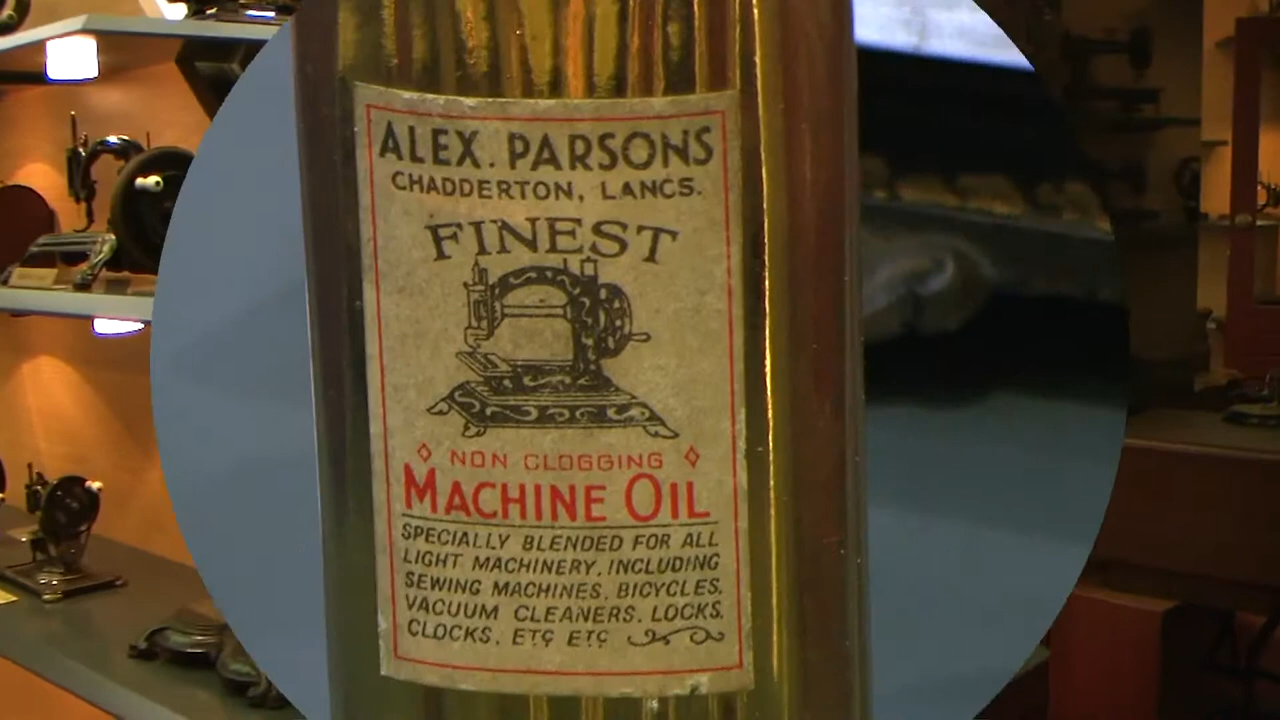 ALEX. PARSONS
CHADDERTON, LANCS.
FINEST
NON CLOGGING
MACHINE OIL
SPECIALLY BLENDED FOR ALL
LIGHT MACHINERY, INCLUDING
SEWING MACHINES, BICYCLES,
VACUUM CLEANERS, LOCKS,
CLOCKS, ETC ETC